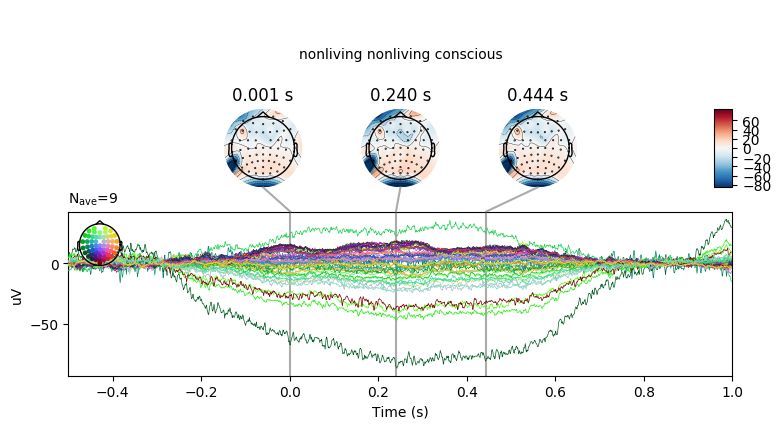 nonliving nonliving conscious
0.001 s 0.240 s 0.444 s
60
40
20
0
−20
−40
−60
−80
Nave=9
uV
0
−50
−0.4 −0.2 0.0 0.2 0.4 0.6 0.8 1.0
Time (s)